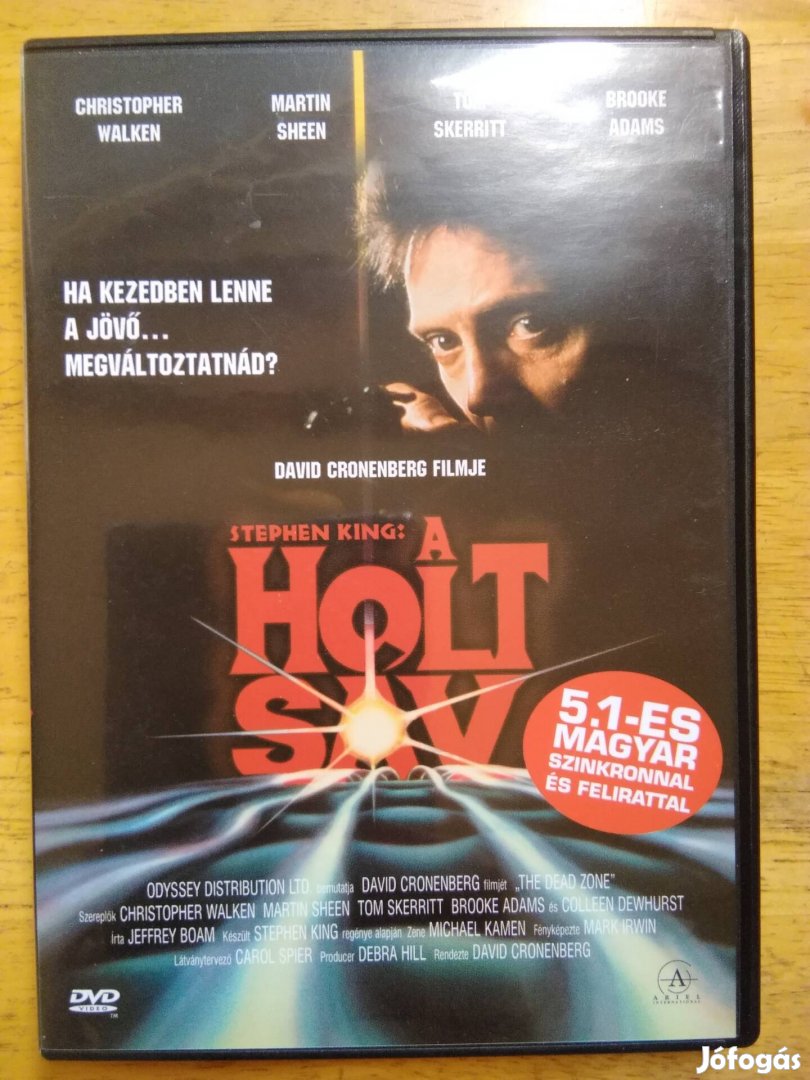 CHRISTOPHER WALKEN
MARTIN SHEEN
TOM SKERRITT
BROOKE ADAMS
HA KEZEDBEN LENNE
A JÖVŐ...
MEGVÁLTOZTATNÁD?
DAVID CRONENBERG FILMJE
STEPHEN KING: A
HOLT
SÁV
5.1-ES
MAGYAR
SZINKRONNAL
ÉS FELIRATTAL
ODYSSEY DISTRIBUTION LTD bemutatja DAVID CRONENBERG filmjét „THE DEAD ZONE"
Szereplők CHRISTOPHER WALKEN MARTIN SHEEN TOM SKERRITT BROOKE ADAMS és COLLEEN DEWHURST
írta JEFFREY BOAM Készült STEPHEN KING regénye alapján Zene MICHAEL KAMEN Fényképezte MARK IRWIN
Látványtervező CAROL SPIER Producer DEBRA HILL Rendezte DAVID CRONENBERG
DVD
VIDEO
TM
A
ARIEL
INTERNATIONAL
Jófogás